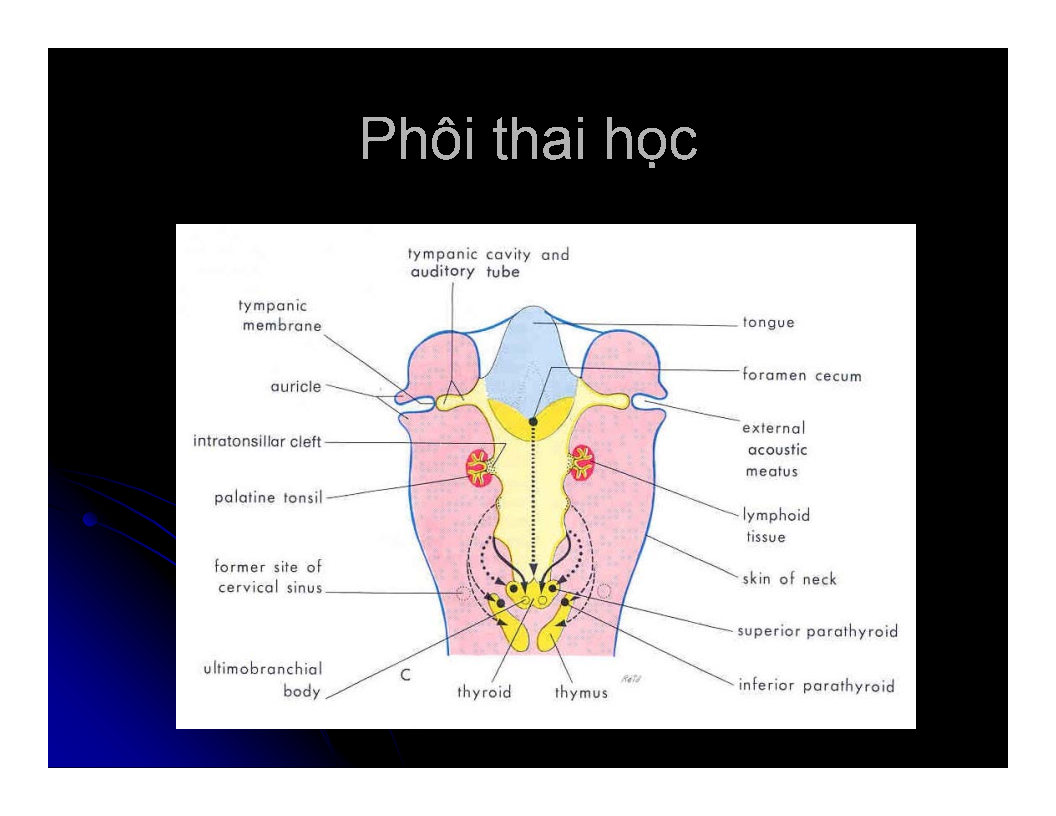 Phôi thai học
tympanic cavity and
auditory tube
tympanic
membrane
auricle
intratonsillar cleft
palatine tonsil
former site of
cervical sinus
ultimobranchial
body
C
thyroid
thymus
tongue
foramen cecum
external
acoustic
meatus
lymphoid
tissue
skin of neck
superior parathyroid
inferior parathyroid